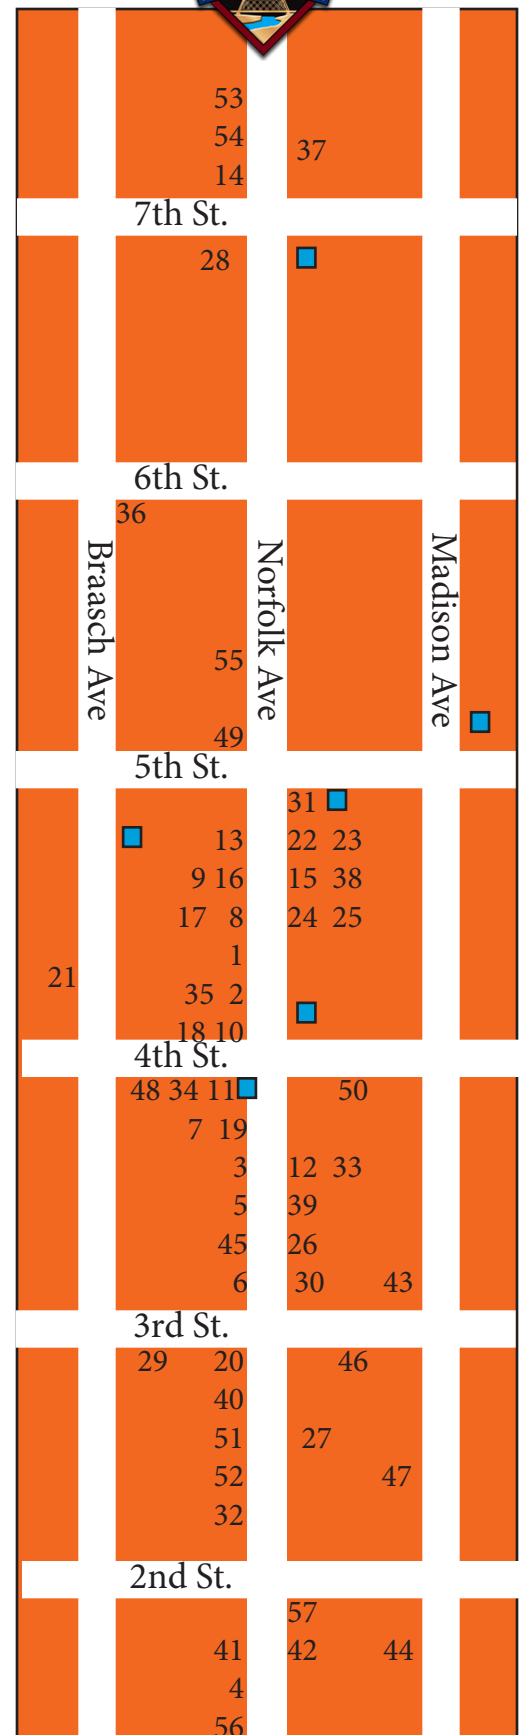 53
54
37
14
7th St.
28
6th St.
36
Braasch Ave
Norfolk Ave
Madison Ave
55
49
5th St.
31
13 22 23
9 16 15 38
17 8 24 25
1
21
35 2
18 10
4th St.
48 34 11 50
7 19
3 12 33
5 39
45 26
6 30 43
3rd St.
29 20 46
40
51 27
52 47
32
2nd St.
57
41 42 44
4
56